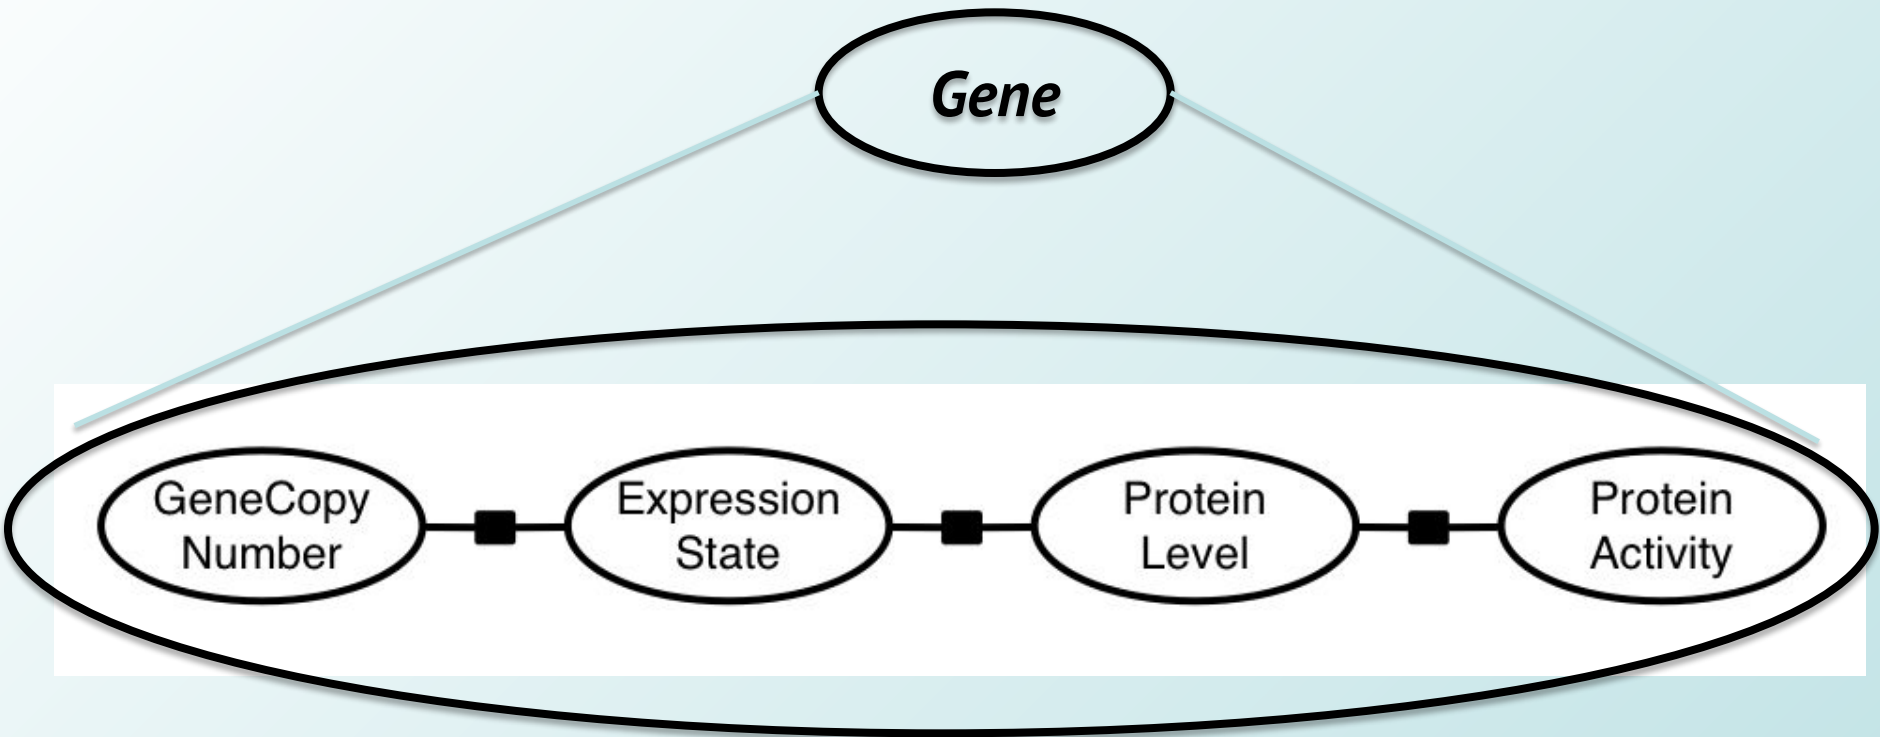 Gene
GeneCopy
Number
Expression
State
Protein
Level
Protein
Activity